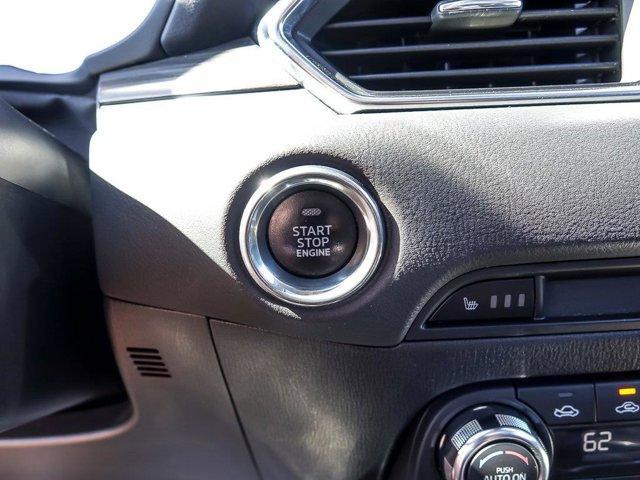 START
STOP
ENGINE
62
PUSH
AUTO ON